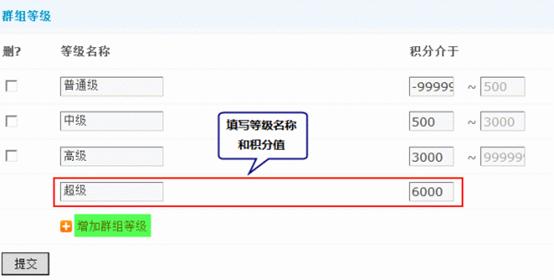 群组等级
删? 等级名称 积分介于
普通级 -99999 ~ 500
中级 500 ~ 3000
填写等级名称
和积分值
高级 3000 ~ 999999
超级 6000
增加群组等级
提交